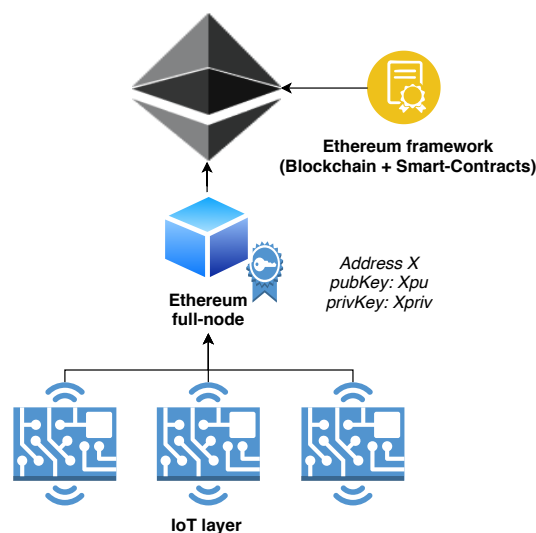 Ethereum framework
(Blockchain + Smart-Contracts)
Address X
pubKey: Xpu
privKey: Xpriv
Ethereum
full-node
IoT layer